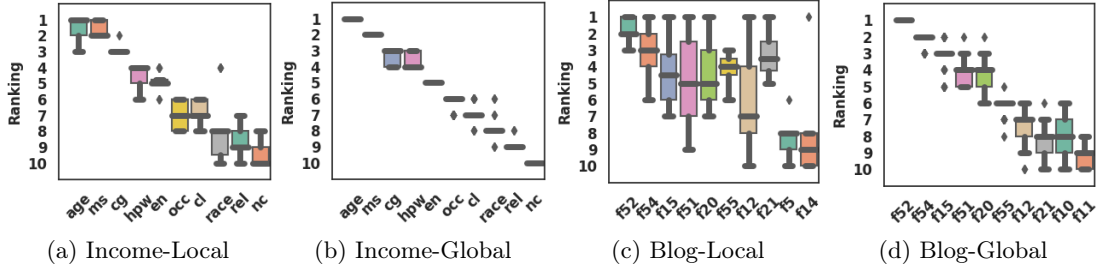 Ranking
1
2
3
4
5
6
7
8
9
10
age
ms
cg
hpw
en
occ
cl
race
rel
nc
(a) Income-Local
Ranking
1
2
3
4
5
6
7
8
9
10
age
ms
cg
hpw
en
occ
cl
race
rel
nc
(b) Income-Global
Ranking
1
2
3
4
5
6
7
8
9
10
f52
f54
f15
f51
f20
f55
f12
f21
f5
f14
(c) Blog-Local
Ranking
1
2
3
4
5
6
7
8
9
10
f52
f54
f15
f51
f20
f55
f12
f21
f10
f11
(d) Blog-Global